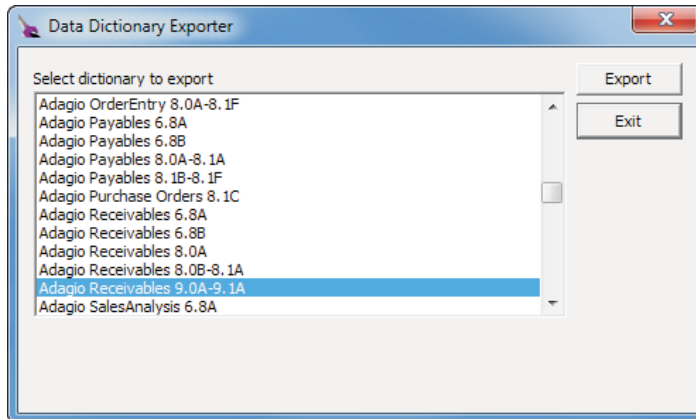 Data Dictionary Exporter
Select dictionary to export
Export
Exit
Adagio OrderEntry 8.0A-8.1F
Adagio Payables 6.8A
Adagio Payables 6.8B
Adagio Payables 8.0A-8.1A
Adagio Payables 8.1B-8.1F
Adagio Purchase Orders 8.1C
Adagio Receivables 6.8A
Adagio Receivables 6.8B
Adagio Receivables 8.0A
Adagio Receivables 8.0B-8.1A
Adagio Receivables 9.0A-9.1A
Adagio SalesAnalysis 6.8A